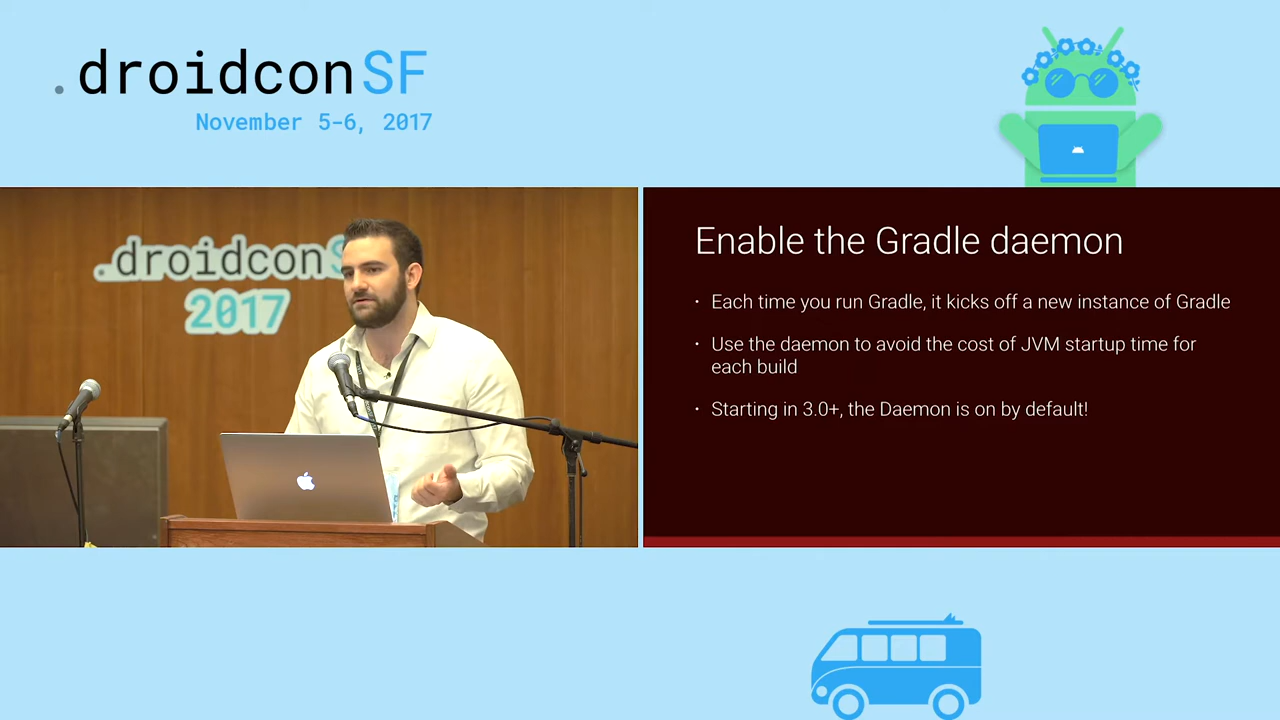 .droidconSF
November 5-6, 2017
.droidconS
2017
Enable the Gradle daemon
• Each time you run Gradle, it kicks off a new instance of Gradle
• Use the daemon to avoid the cost of JVM startup time for
each build
• Starting in 3.0+, the Daemon is on by default!